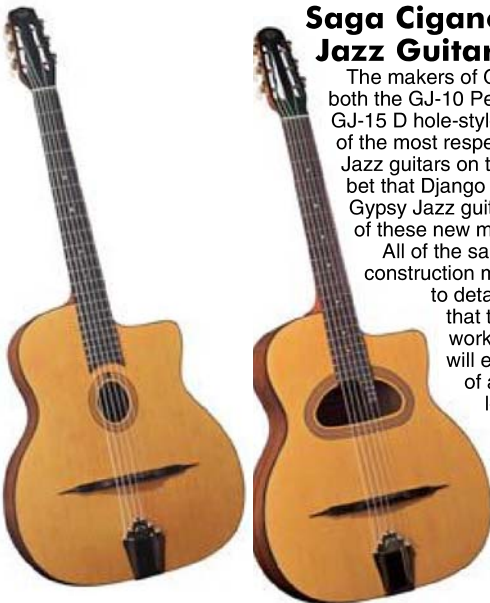 Saga Cigano
Jazz Guitar
The makers of C
both the GJ-10 Pe
GJ-15 D hole-styl
of the most respe
Jazz guitars on t
bet that Django
Gypsy Jazz guit
of these new m
All of the sa
construction m
to deta
that t
work
will e
of a
l